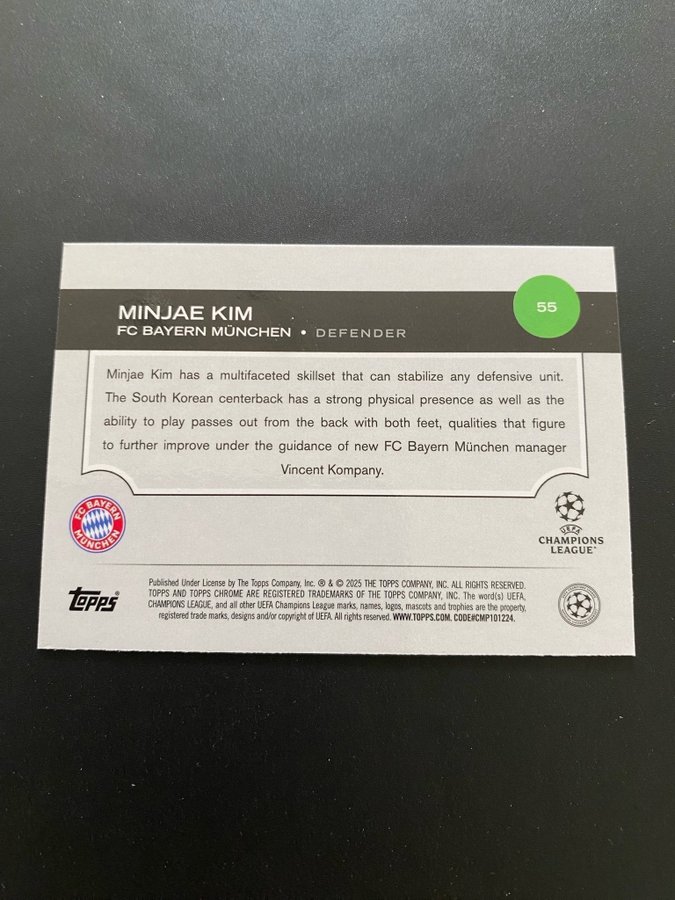 MINJAE KIM
FC BAYERN MÜNCHEN • DEFENDER
55
Minjae Kim has a multifaceted skillset that can stabilize any defensive unit.
The South Korean centerback has a strong physical presence as well as the
ability to play passes out from the back with both feet, qualities that figure
to further improve under the guidance of new FC Bayern München manager
Vincent Kompany.
FC BAYERN
MÜNCHEN
UEFA
CHAMPIONS
LEAGUE®
Topps®
Published Under License by The Topps Company, Inc. ® & © 2025 THE TOPPS COMPANY, INC. ALL RIGHTS RESERVED.
TOPPS AND TOPPS CHROME ARE REGISTERED TRADEMARKS OF THE TOPPS COMPANY, INC. The word(s) UEFA,
CHAMPIONS LEAGUE, and all other UEFA Champions League marks, names, logos, mascots and trophies are the property,
registered trade marks, designs and/or copyright of UEFA. All rights reserved. WWW.TOPPS.COM. CODE#CMP101224.